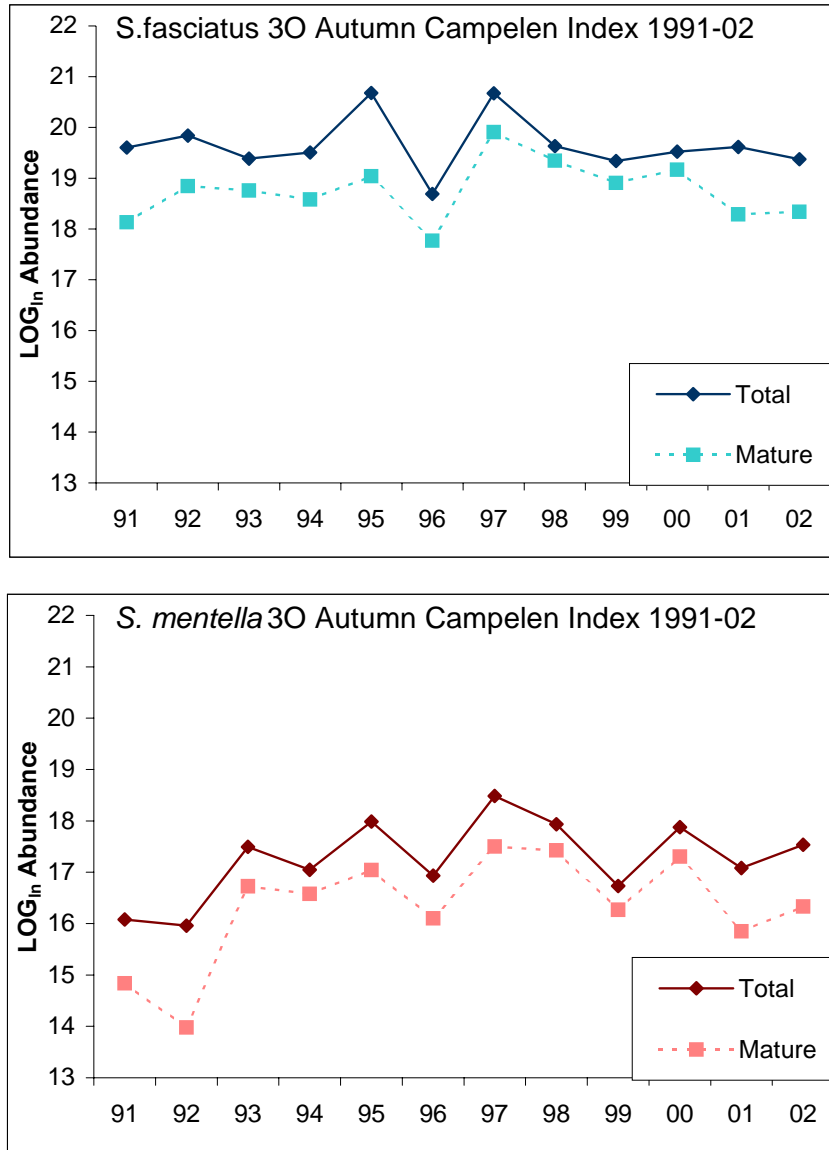 S.fasciatus 3O Autumn Campelen Index 1991-02
22
21
20
19
18
17
16
15
14
13
LOGln Abundance
Total
Mature
91 92 93 94 95 96 97 98 99 00 01 02
S. mentella 3O Autumn Campelen Index 1991-02
22
21
20
19
18
17
16
15
14
13
LOGln Abundance
Total
Mature
91 92 93 94 95 96 97 98 99 00 01 02